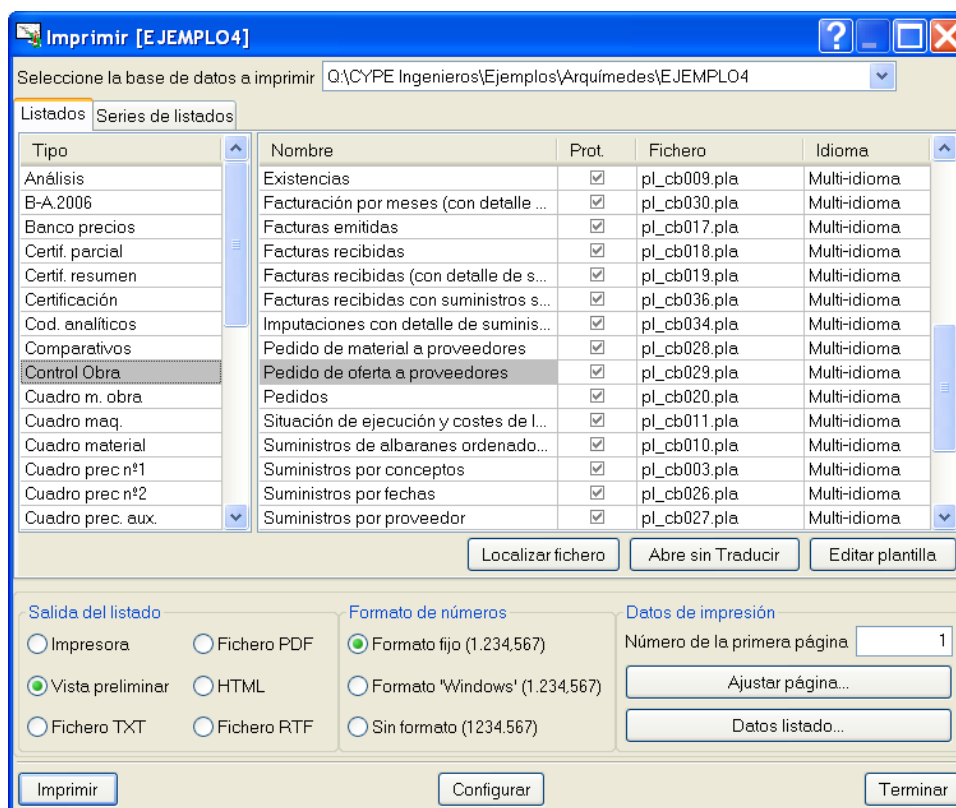 Imprimir [EJEMPLO4]
Seleccione la base de datos a imprimir Q:\CYPE Ingenieros\Ejemplos\Arquímedes\EJEMPLO4
Listados Series de listados
Tipo Nombre Prot. Fichero Idioma
Análisis Existencias pl_cb009.pla Multi-idioma
B-A.2006 Facturación por meses (con detalle ... pl_cb030.pla Multi-idioma
Banco precios Facturas emitidas pl_cb017.pla Multi-idioma
Certif. parcial Facturas recibidas pl_cb018.pla Multi-idioma
Certif. resumen Facturas recibidas (con detalle de s... pl_cb019.pla Multi-idioma
Certificación Facturas recibidas con suministros s... pl_cb036.pla Multi-idioma
Cod. analíticos Imputaciones con detalle de suminis... pl_cb034.pla Multi-idioma
Comparativos Pedido de material a proveedores pl_cb028.pla Multi-idioma
Control Obra Pedido de oferta a proveedores pl_cb029.pla Multi-idioma
Cuadro m. obra Pedidos pl_cb020.pla Multi-idioma
Cuadro maq. Situación de ejecución y costes de l... pl_cb011.pla Multi-idioma
Cuadro material Suministros de albaranes ordenado... pl_cb010.pla Multi-idioma
Cuadro prec nº1 Suministros por conceptos pl_cb003.pla Multi-idioma
Cuadro prec nº2 Suministros por fechas pl_cb026.pla Multi-idioma
Cuadro prec. aux. Suministros por proveedor pl_cb027.pla Multi-idioma
Localizar fichero Abre sin Traducir Editar plantilla
Salida del listado Formato de números Datos de impresión
Impresora Fichero PDF Formato fijo (1.234,567) Número de la primera página 1
Vista preliminar HTML Formato 'Windows' (1.234,567) Ajustar página...
Fichero TXT Fichero RTF Sin formato (1234.567) Datos listado...
Imprimir Configurar Terminar